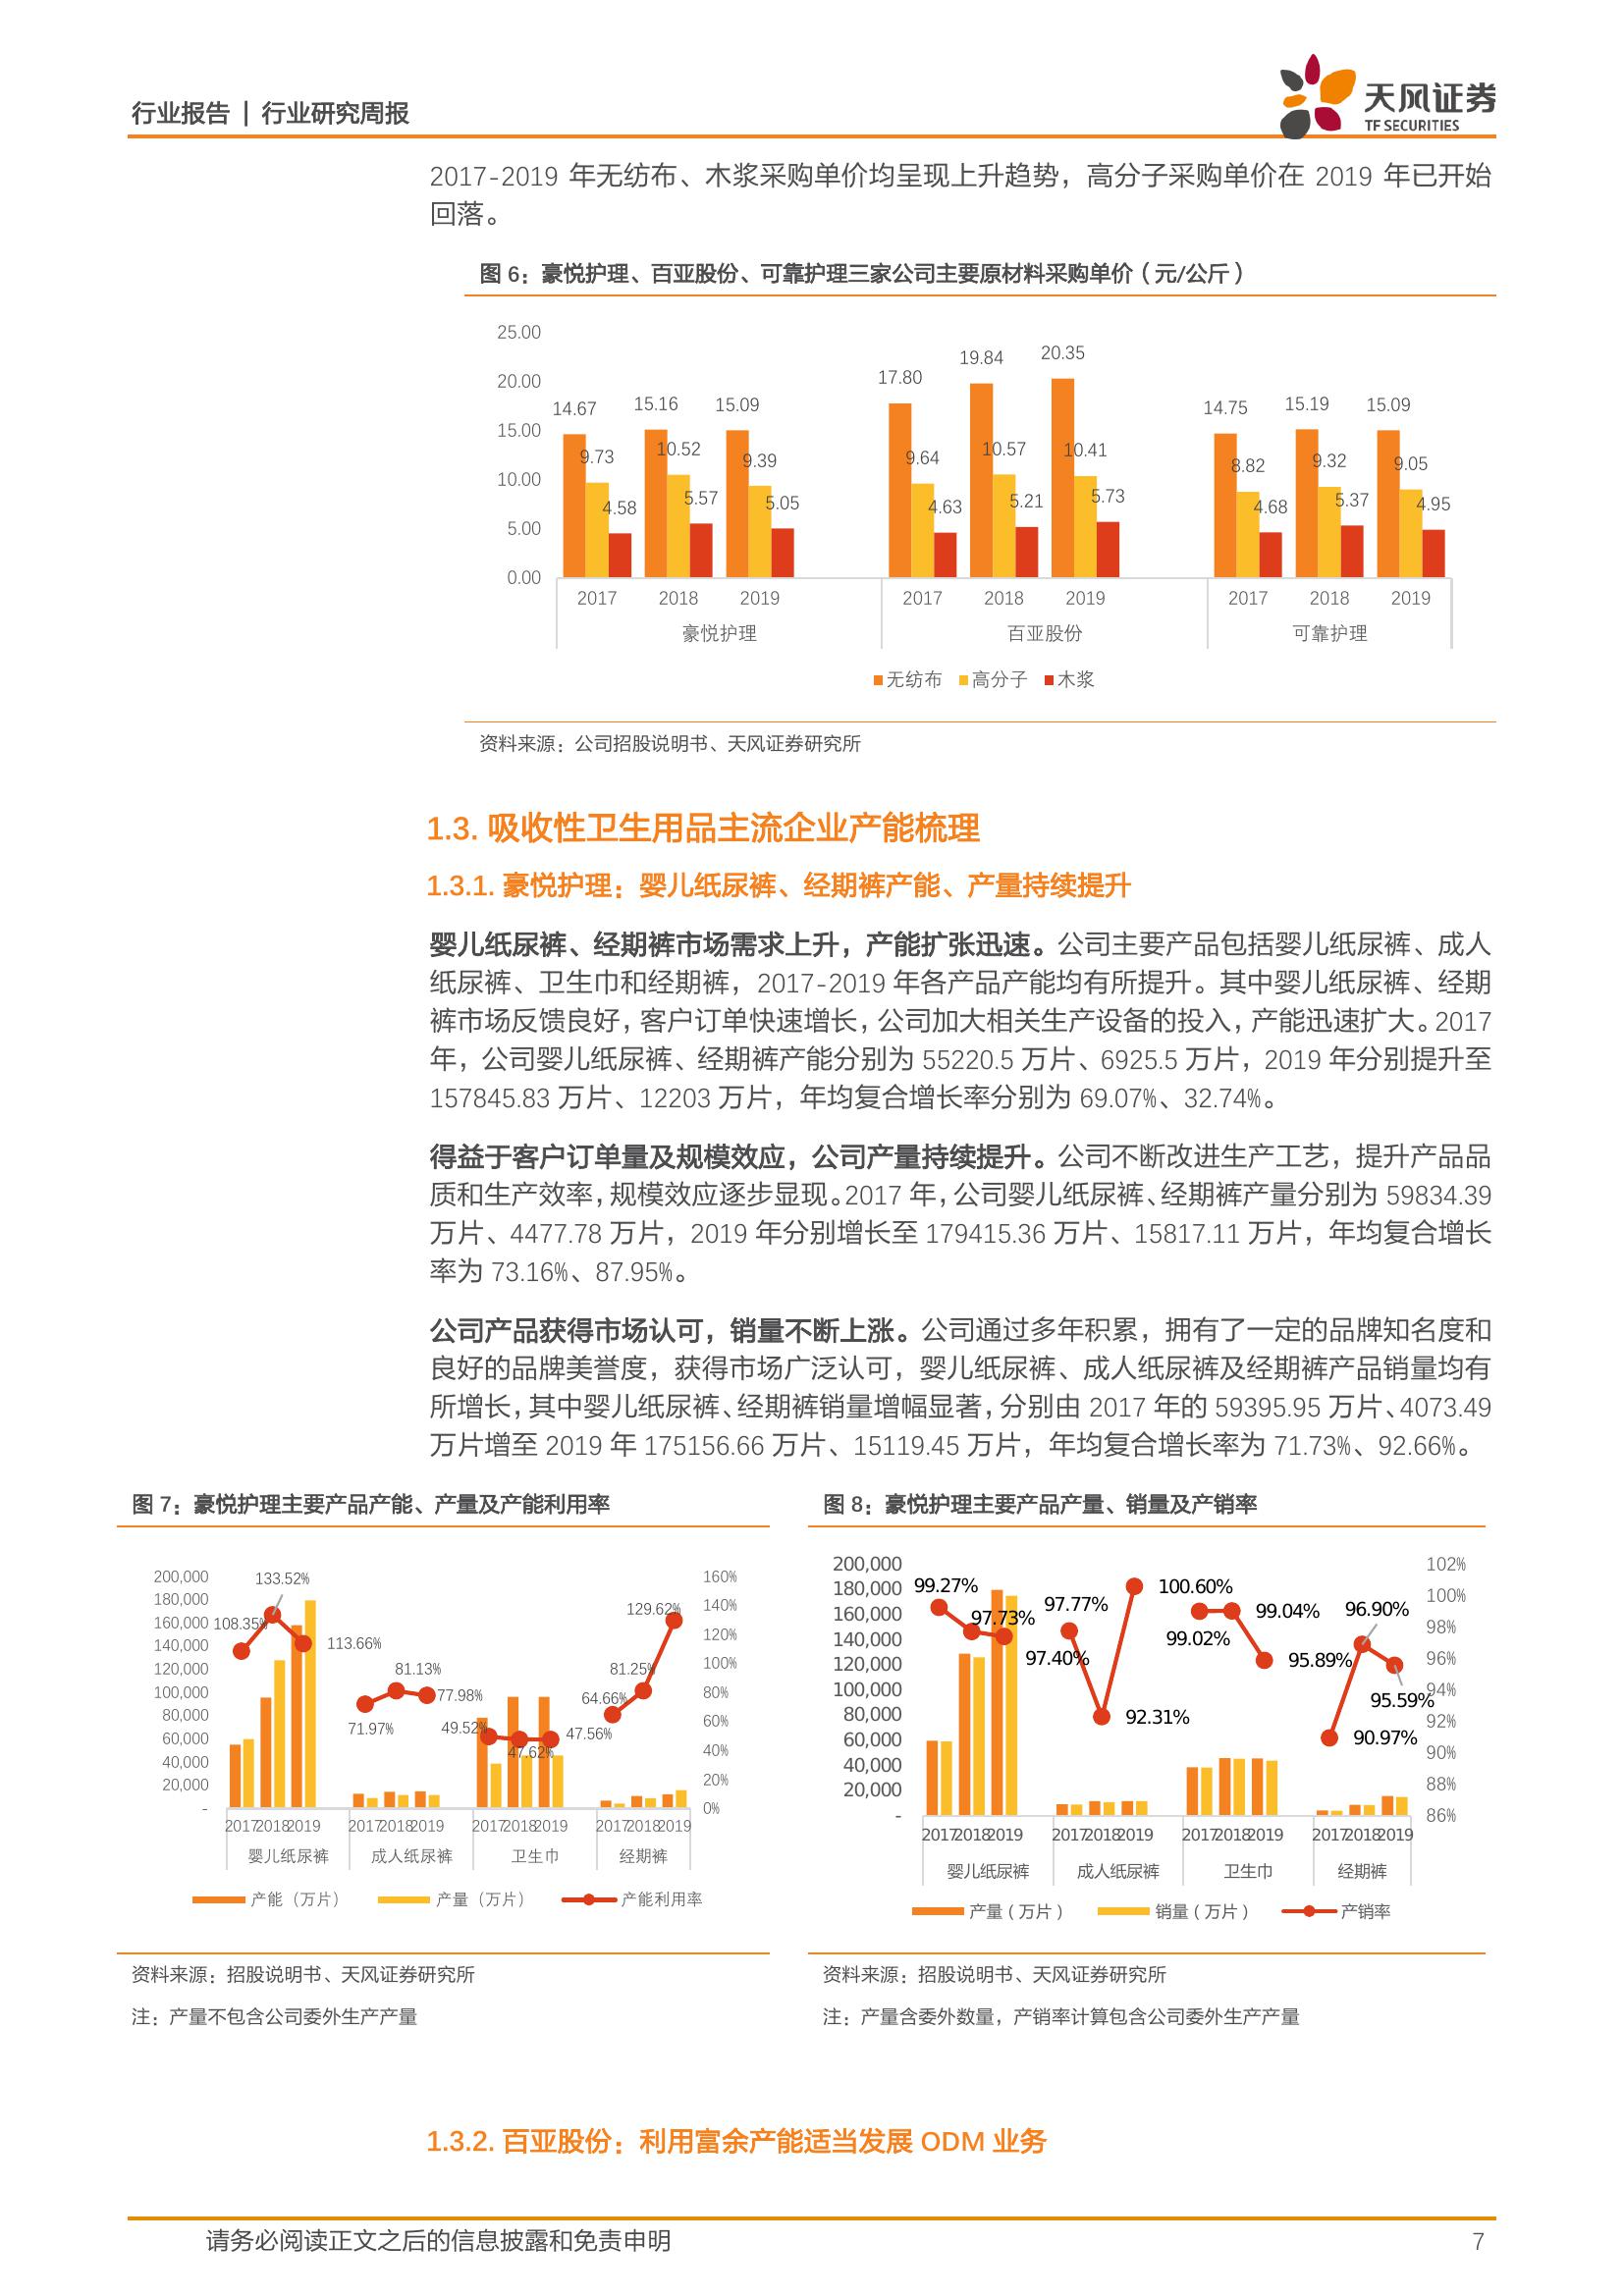 行业报告 | 行业研究周报
天风证券
TF SECURITIES
2017-2019 年无纺布、木浆采购单价均呈现上升趋势，高分子采购单价在 2019 年已开始
回落。
图 6：豪悦护理、百亚股份、可靠护理三家公司主要原材料采购单价（元/公斤）
25.00
20.00
15.00
10.00
5.00
0.00
14.67 9.73 4.58 15.16 10.52 5.57 15.09 9.39 5.05
17.80 9.64 4.63 19.84 10.57 5.21 20.35 10.41 5.73
14.75 8.82 4.68 15.19 9.32 5.37 15.09 9.05 4.95
2017 2018 2019 2017 2018 2019 2017 2018 2019
豪悦护理 百亚股份 可靠护理
无纺布 高分子 木浆
资料来源：公司招股说明书、天风证券研究所
1.3. 吸收性卫生用品主流企业产能梳理
1.3.1. 豪悦护理：婴儿纸尿裤、经期裤产能、产量持续提升
婴儿纸尿裤、经期裤市场需求上升，产能扩张迅速。公司主要产品包括婴儿纸尿裤、成人
纸尿裤、卫生巾和经期裤，2017-2019 年各产品产能均有所提升。其中婴儿纸尿裤、经期
裤市场反馈良好，客户订单快速增长，公司加大相关生产设备的投入，产能迅速扩大。2017
年，公司婴儿纸尿裤、经期裤产能分别为 55220.5 万片、6925.5 万片，2019 年分别提升至
157845.83 万片、12203 万片，年均复合增长率分别为 69.07%、32.74%。
得益于客户订单量及规模效应，公司产量持续提升。公司不断改进生产工艺，提升产品品
质和生产效率，规模效应逐步显现。2017 年，公司婴儿纸尿裤、经期裤产量分别为 59834.39
万片、4477.78 万片，2019 年分别增长至 179415.36 万片、15817.11 万片，年均复合增长
率为 73.16%、87.95%。
公司产品获得市场认可，销量不断上涨。公司通过多年积累，拥有了一定的品牌知名度和
良好的品牌美誉度，获得市场广泛认可，婴儿纸尿裤、成人纸尿裤及经期裤产品销量均有
所增长，其中婴儿纸尿裤、经期裤销量增幅显著，分别由 2017 年的 59395.95 万片、4073.49
万片增至 2019 年 175156.66 万片、15119.45 万片，年均复合增长率为 71.73%、92.66%。
图 7：豪悦护理主要产品产能、产量及产能利用率
200,000
180,000
160,000
140,000
120,000
100,000
80,000
60,000
40,000
20,000
-
108.35% 133.52% 113.66%
71.97% 81.13% 77.98%
49.52% 47.62% 47.56%
64.66% 81.25% 129.62%
160%
140%
120%
100%
80%
60%
40%
20%
0%
2017 2018 2019 2017 2018 2019 2017 2018 2019 2017 2018 2019
婴儿纸尿裤 成人纸尿裤 卫生巾 经期裤
产能（万片） 产量（万片） 产能利用率
资料来源：招股说明书、天风证券研究所
注：产量不包含公司委外生产产量
图 8：豪悦护理主要产品产量、销量及产销率
200,000
180,000
160,000
140,000
120,000
100,000
80,000
60,000
40,000
20,000
-
99.27% 97.73% 97.40%
97.77% 92.31% 100.60%
99.02% 99.04% 95.89%
90.97% 96.90% 95.59%
102%
100%
98%
96%
94%
92%
90%
88%
86%
2017 2018 2019 2017 2018 2019 2017 2018 2019 2017 2018 2019
婴儿纸尿裤 成人纸尿裤 卫生巾 经期裤
产量（万片） 销量（万片） 产销率
资料来源：招股说明书、天风证券研究所
注：产量含委外数量，产销率计算包含公司委外生产产量
1.3.2. 百亚股份：利用富余产能适当发展 ODM 业务
请务必阅读正文之后的信息披露和免责申明
7